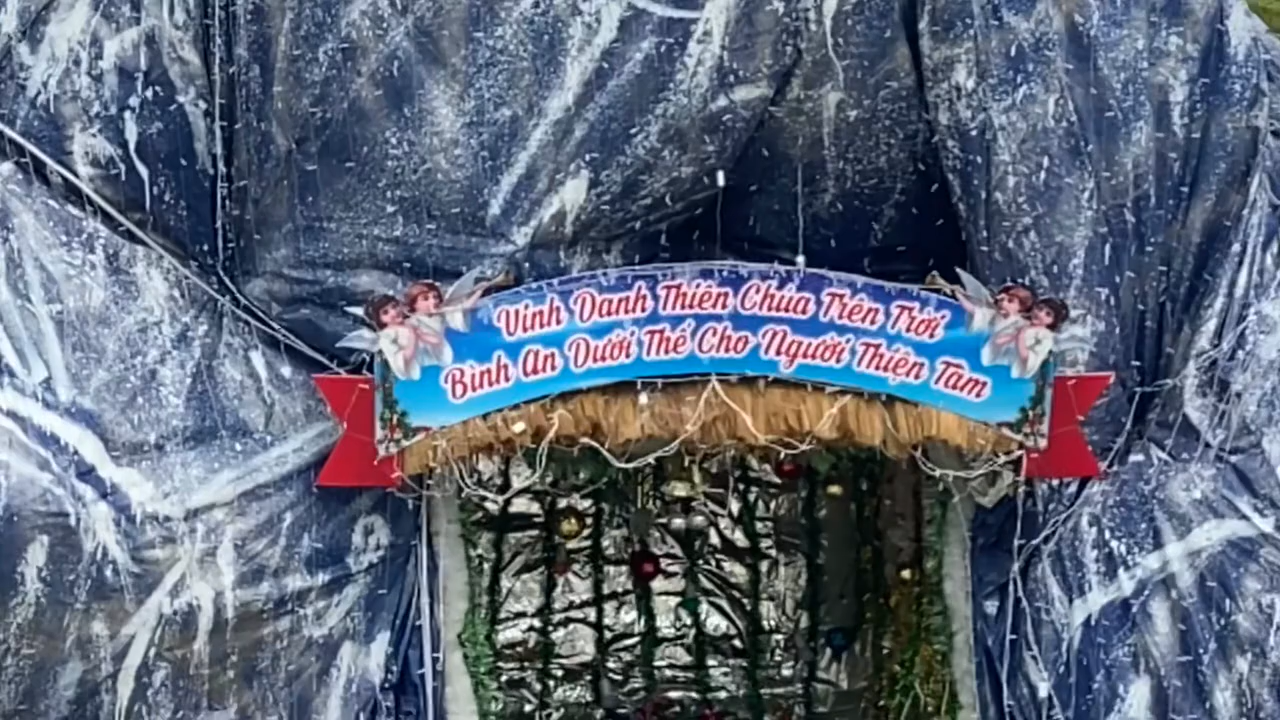 Vinh Danh Thiên Chúa Trên Trời
Bình An Dưới Thế Cho Người Thiện Tâm